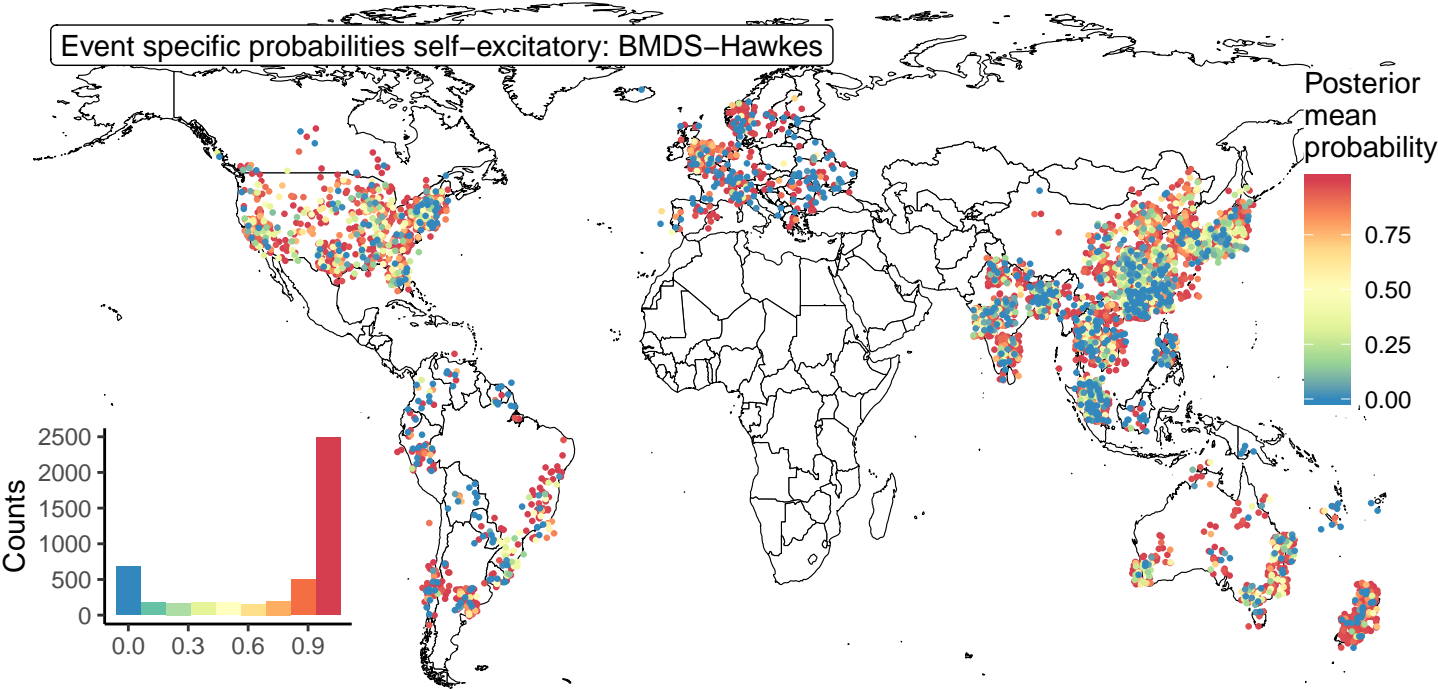 Event specific probabilities self−excitatory: BMDS−Hawkes
Posterior
mean
probability
0.75
0.50
0.25
0.00
Counts
2500
2000
1500
1000
500
0
0.0 0.3 0.6 0.9